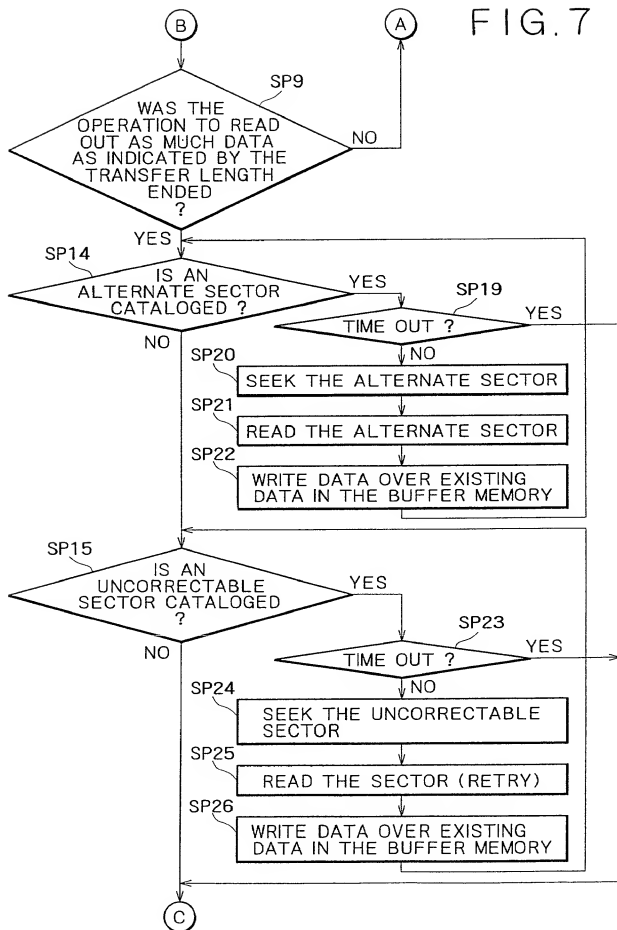 FIG. 7
B
A
SP9
WAS THE
OPERATION TO READ
OUT AS MUCH DATA
AS INDICATED BY THE
TRANSFER LENGTH
ENDED
?
NO
YES
SP14
IS AN
ALTERNATE SECTOR
CATALOGED ?
YES
NO
SP19
TIME OUT ?
YES
NO
SP20
SEEK THE ALTERNATE SECTOR
SP21
READ THE ALTERNATE SECTOR
SP22
WRITE DATA OVER EXISTING
DATA IN THE BUFFER MEMORY
SP15
IS AN
UNCORRECTABLE
SECTOR CATALOGED
?
YES
NO
SP23
TIME OUT ?
YES
NO
SP24
SEEK THE UNCORRECTABLE
SECTOR
SP25
READ THE SECTOR (RETRY)
SP26
WRITE DATA OVER EXISTING
DATA IN THE BUFFER MEMORY
C